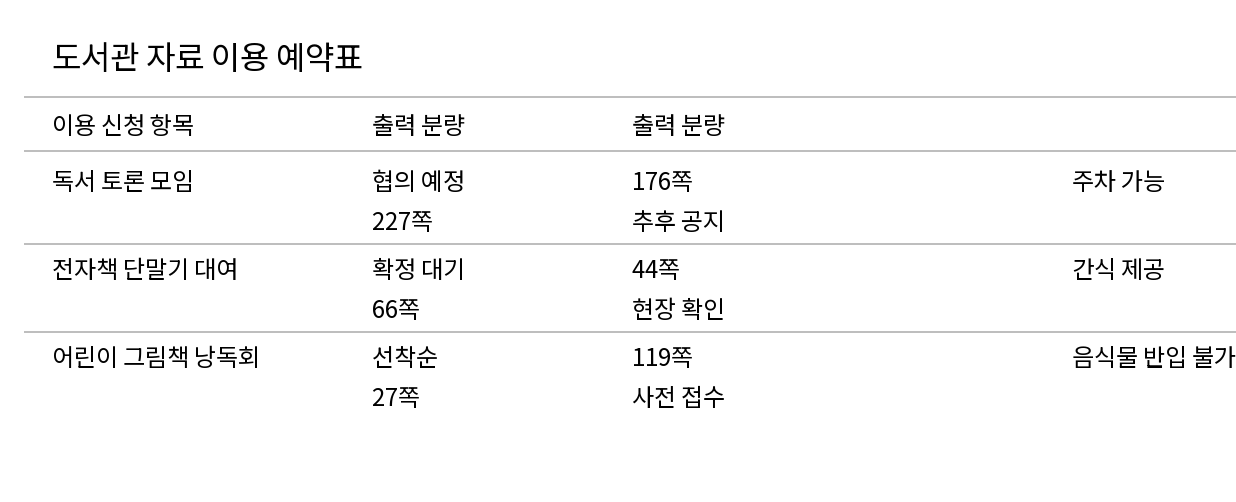 도서관 자료 이용 예약표
이용 신청 항목 출력 분량 출력 분량
독서 토론 모임 협의 예정 176쪽 주차 가능
227쪽 추후 공지
전자책 단말기 대여 확정 대기 44쪽 간식 제공
66쪽 현장 확인
어린이 그림책 낭독회 선착순 119쪽 음식물 반입 불가
27쪽 사전 접수